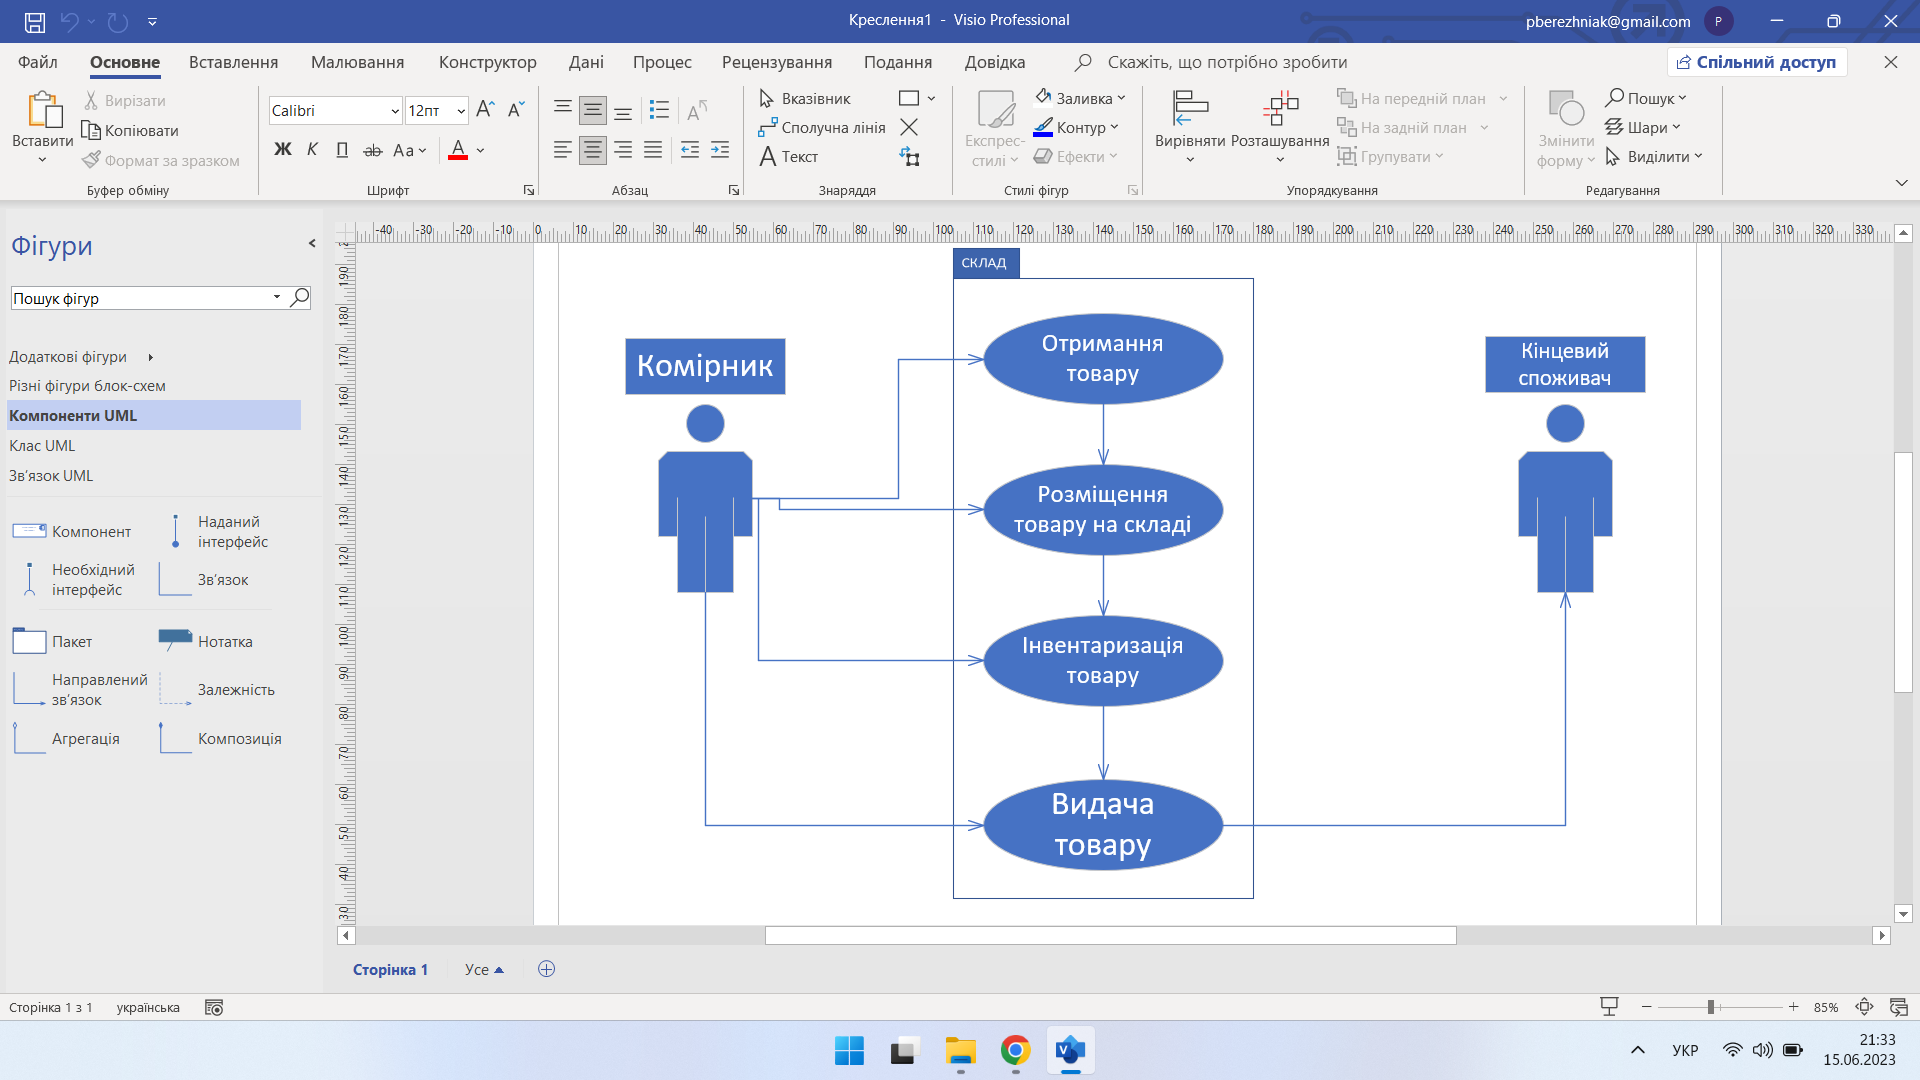 Креслення1 - Visio Professional
pberezhniak@gmail.com
P
Файл
Основне
Вставлення
Малювання
Конструктор
Дані
Процес
Рецензування
Подання
Довідка
Скажіть, що потрібно зробити
Спільний доступ
Вставити
Вирізати
Копіювати
Формат за зразком
Буфер обміну
Calibri
12пт
Ж К П ab Aa A
Шрифт
Абзац
Вказівник
Сполучна лінія
Текст
Знаряддя
Експрес-
стилі
Заливка
Контур
Ефекти
Стилі фігур
Вирівняти
Розташування
На передній план
На задній план
Групувати
Упорядкування
Змінити
форму
Пошук
Шари
Виділити
Редагування
Фігури
Пошук фігур
Додаткові фігури
Різні фігури блок-схем
Компоненти UML
Клас UML
Зв’язок UML
Компонент
Наданий
інтерфейс
Необхідний
інтерфейс
Зв’язок
Пакет
Нотатка
Направлений
зв’язок
Залежність
Агрегація
Композиція
-40 -30 -20 -10 0 10 20 30 40 50 60 70 80 90 100 110 120 130 140 150 160 170 180 190 200 210 220 230 240 250 260 270 280 290 300 310 320 330
190
180
170
160
150
140
130
120
110
100
90
80
70
60
50
40
30
СКЛАД
Комірник
Отримання
товару
Розміщення
товару на складі
Інвентаризація
товару
Видача
товару
Кінцевий
споживач
Сторінка 1
Усе
Сторінка 1 з 1
українська
85%
УКР
21:33
15.06.2023